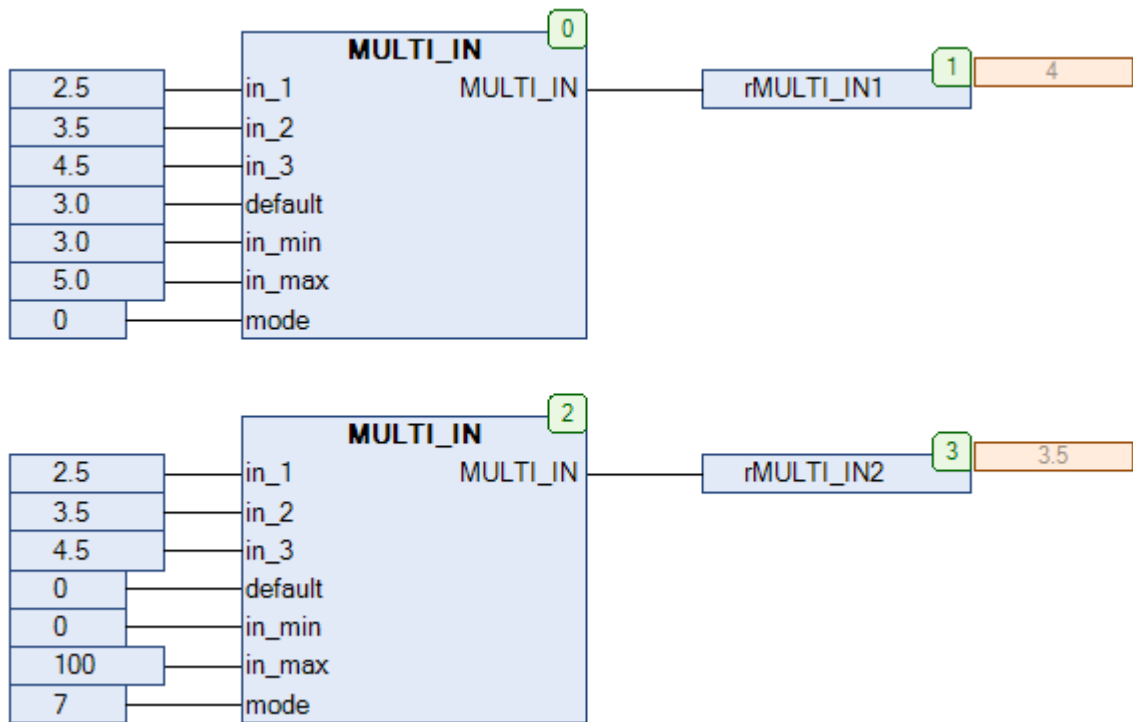 0
MULTI_IN
2.5 in_1 MULTI_IN rMULTI_IN1 1 4
3.5 in_2
4.5 in_3
3.0 default
3.0 in_min
5.0 in_max
0 mode
2
MULTI_IN
2.5 in_1 MULTI_IN rMULTI_IN2 3 3.5
3.5 in_2
4.5 in_3
0 default
0 in_min
100 in_max
7 mode